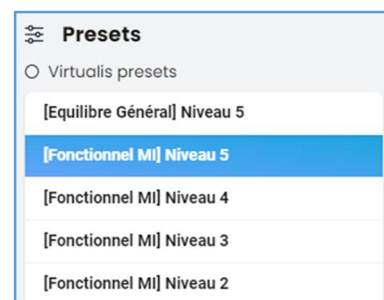 Presets
Virtualis presets
[Equilibre Général] Niveau 5
[Fonctionnel MI] Niveau 5
[Fonctionnel MI] Niveau 4
[Fonctionnel MI] Niveau 3
[Fonctionnel MI] Niveau 2